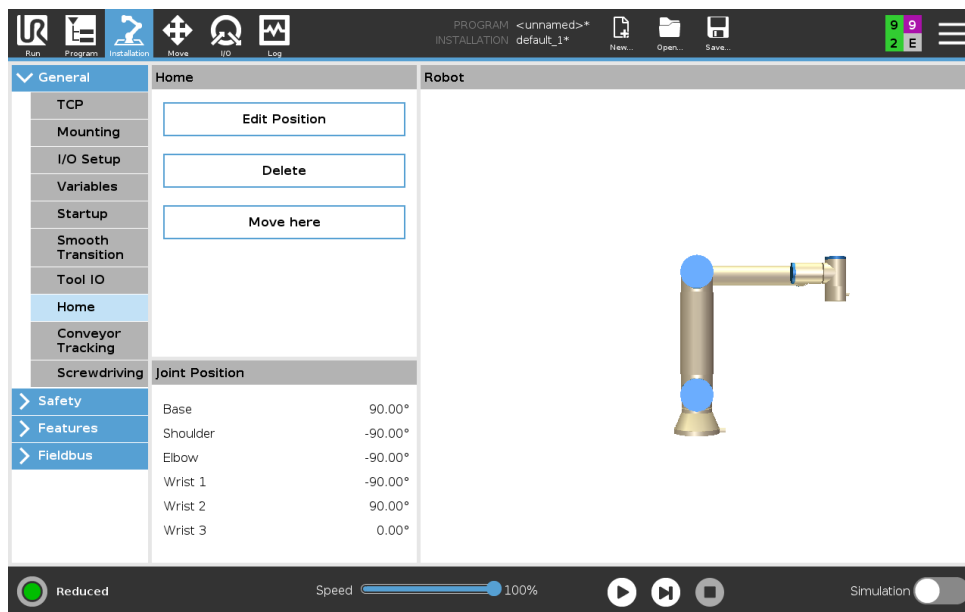 UR
PROGRAM <unnamed>*
INSTALLATION default_1*
Run Program Installation Move I/O Log New... Open... Save...
9 9
2 E
General
TCP
Mounting
I/O Setup
Variables
Startup
Smooth
Transition
Tool IO
Home
Conveyor
Tracking
Screwdriving
Safety
Features
Fieldbus
Home
Edit Position
Delete
Move here
Joint Position
Base 90.00°
Shoulder -90.00°
Elbow -90.00°
Wrist 1 -90.00°
Wrist 2 90.00°
Wrist 3 0.00°
Robot
Reduced
Speed 100%
Simulation